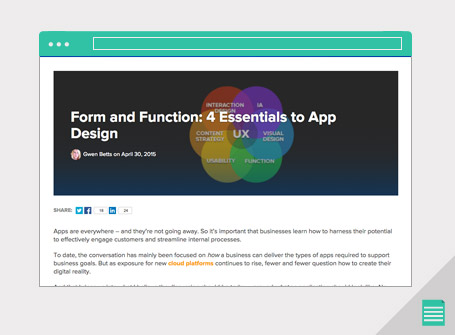 INTERACTION
DESIGN
IA
Form and Function: 4 Essentials to App
Design
CONTENT
STRATEGY
UX
VISUAL
DESIGN
Gwen Betts on April 30, 2015
USIBILITY
FUNCTION
SHARE:
24
Apps are everywhere – and they're not going away. So it's important that businesses learn how to harness their potential
to effectively engage customers and streamline internal processes.
To date, the conversation has mainly been focused on how a business can deliver the types of apps required to support
business goals. But as exposure for new cloud platforms continues to rise, fewer and fewer question how to create their
digital reality.